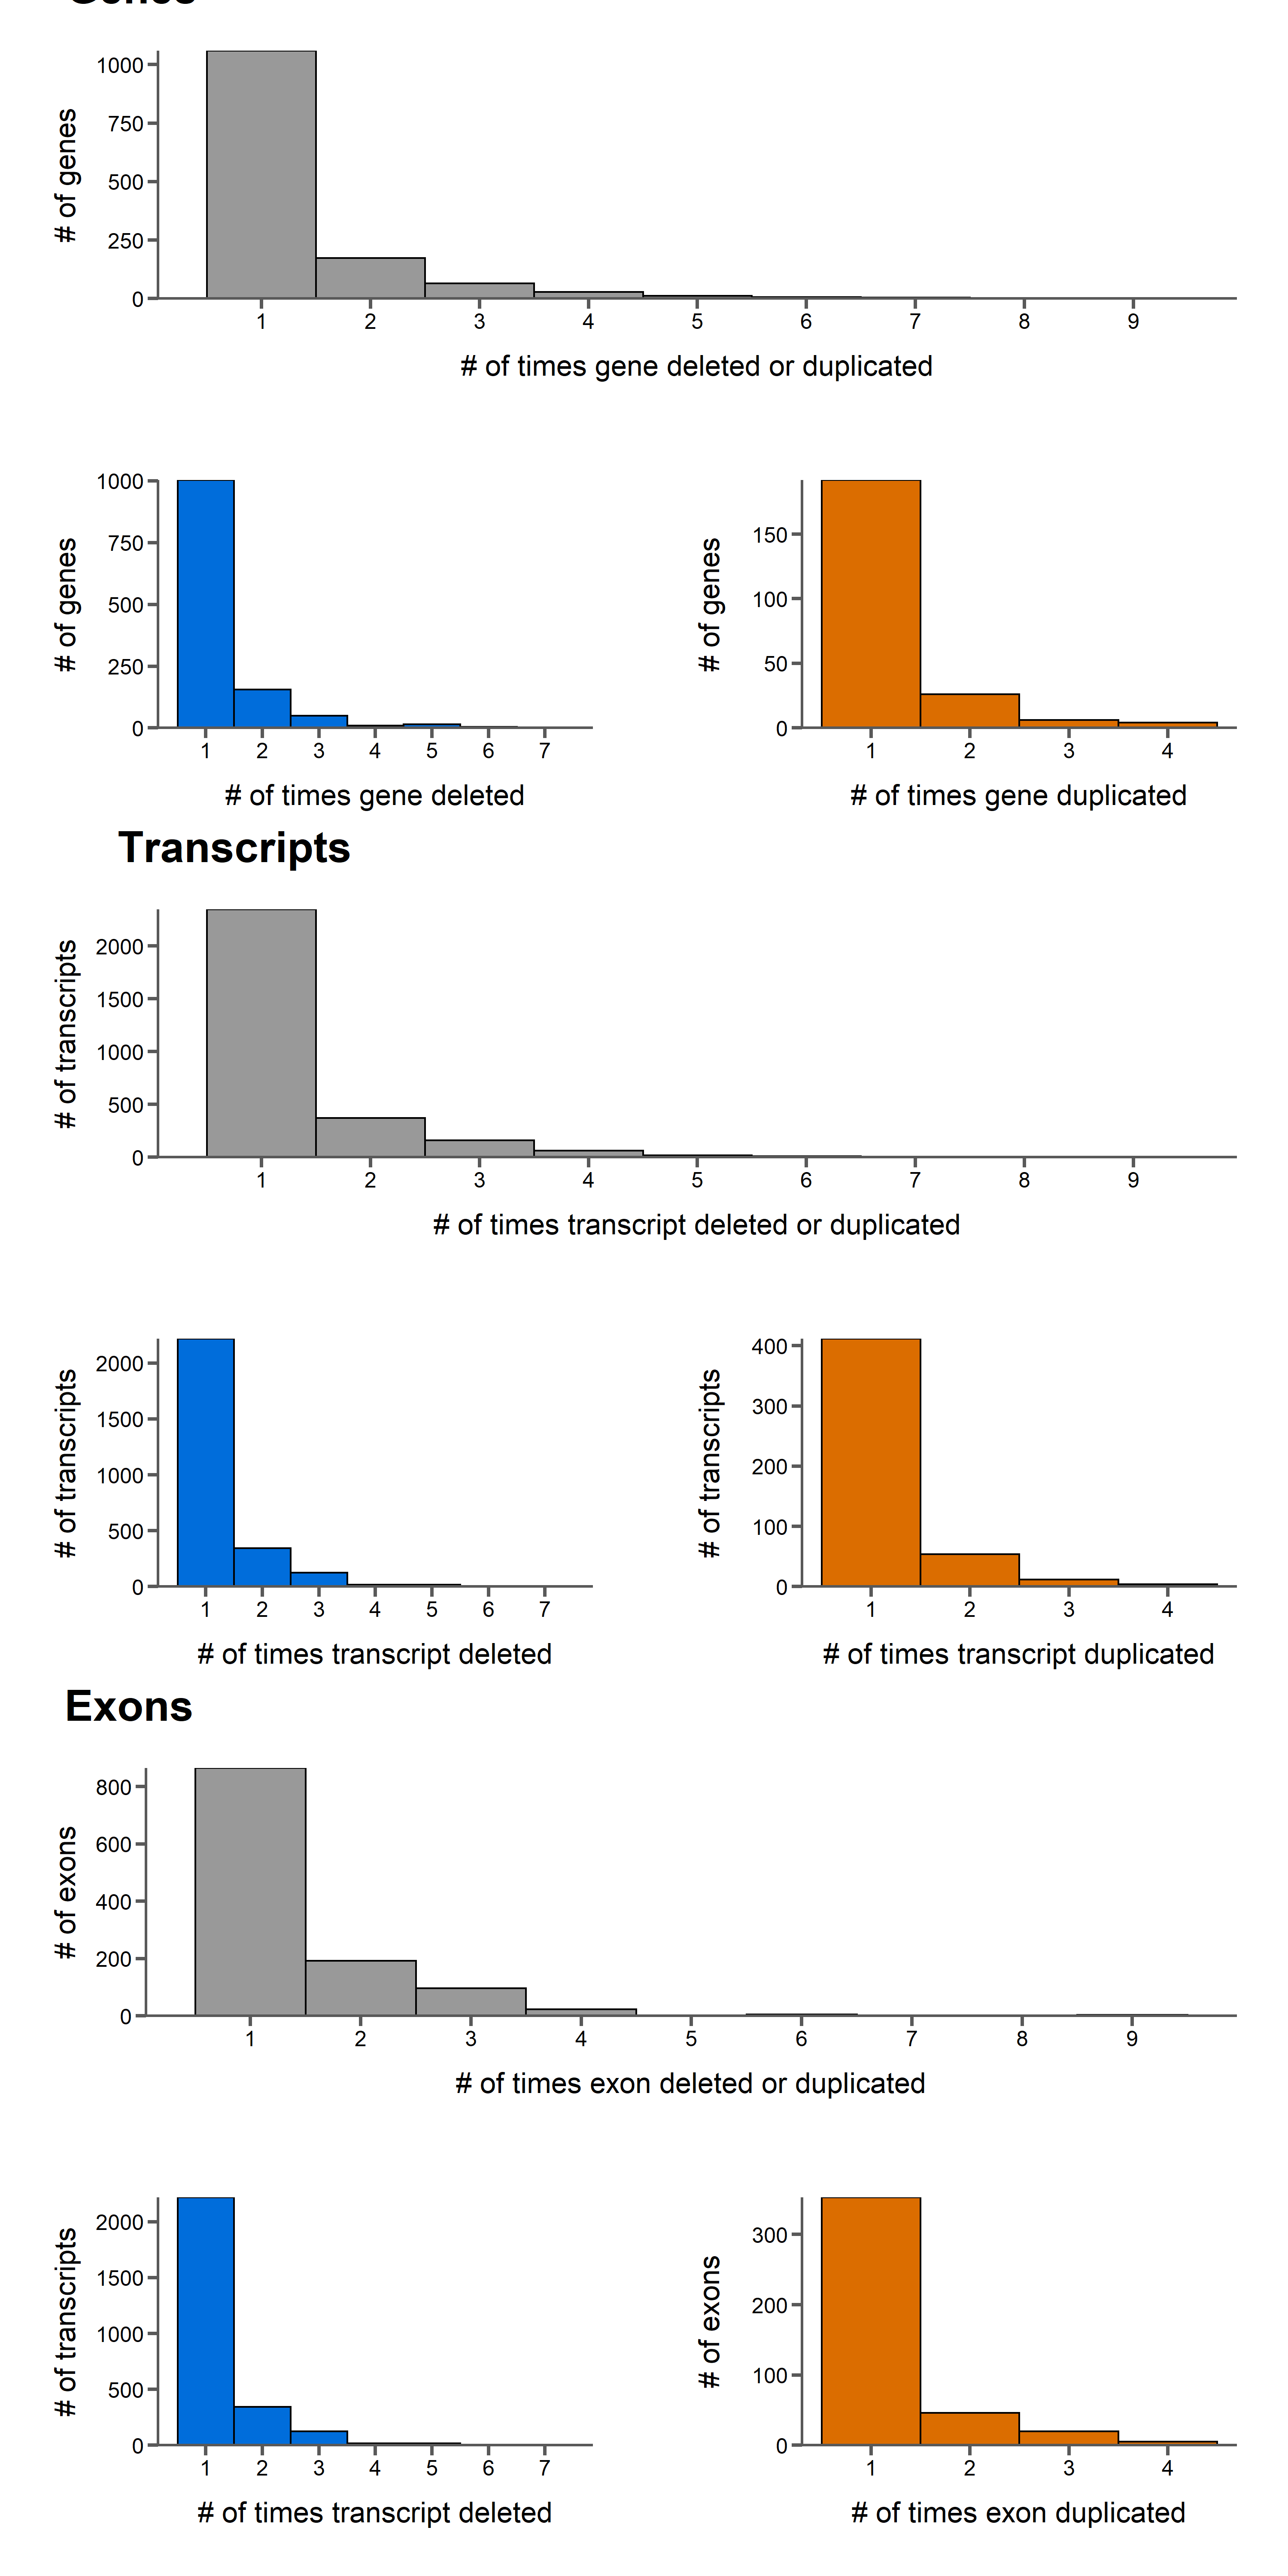 Genes
# of genes
1000
750
500
250
0
1 2 3 4 5 6 7 8 9
# of times gene deleted or duplicated
# of genes
1000
750
500
250
0
1 2 3 4 5 6 7
# of times gene deleted
# of genes
150
100
50
0
1 2 3 4
# of times gene duplicated
Transcripts
# of transcripts
2000
1500
1000
500
0
1 2 3 4 5 6 7 8 9
# of times transcript deleted or duplicated
# of transcripts
2000
1500
1000
500
0
1 2 3 4 5 6 7
# of times transcript deleted
# of transcripts
400
300
200
100
0
1 2 3 4
# of times transcript duplicated
Exons
# of exons
800
600
400
200
0
1 2 3 4 5 6 7 8 9
# of times exon deleted or duplicated
# of transcripts
2000
1500
1000
500
0
1 2 3 4 5 6 7
# of times transcript deleted
# of exons
300
200
100
0
1 2 3 4
# of times exon duplicated